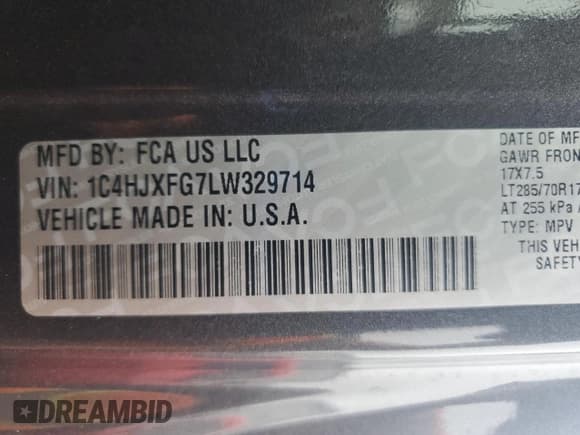 MFD BY: FCA US LLC
VIN: 1C4HJXFG7LW329714
VEHICLE MADE IN: U.S.A.
DATE OF MF
GAWR FRON
17X7.5
LT285/70R17
AT 255 kPa
TYPE: MPV
THIS VEH
SAFETY
DREAMBID